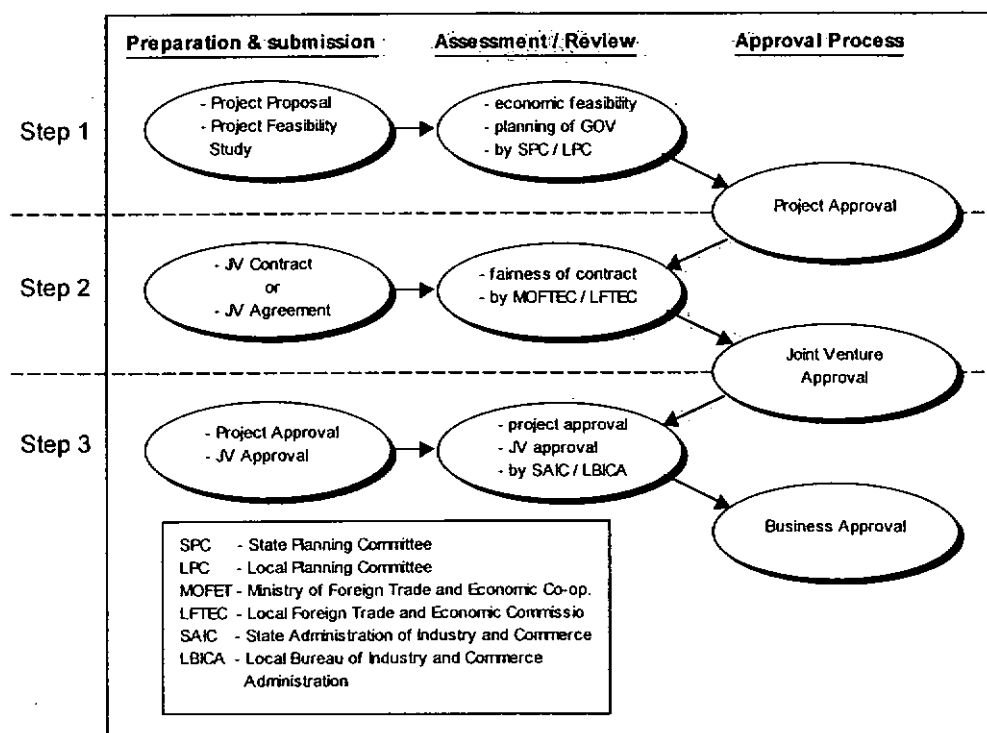 Preparation & submission
Assessment / Review
Approval Process
Step 1
- Project Proposal
- Project Feasibility
Study
- economic feasibility
- planning of GOV
- by SPC / LPC
Project Approval
Step 2
- JV Contract
or
- JV Agreement
- fairness of contract
- by MOFTEC / LFTEC
Joint Venture
Approval
Step 3
- Project Approval
- JV Approval
- project approval
- JV approval
- by SAIC / LBICA
Business Approval
SPC - State Planning Committee
LPC - Local Planning Committee
MOFET - Ministry of Foreign Trade and Economic Co-op.
LFTEC - Local Foreign Trade and Economic Commissio
SAIC - State Administration of Industry and Commerce
LBICA - Local Bureau of Industry and Commerce
Administration